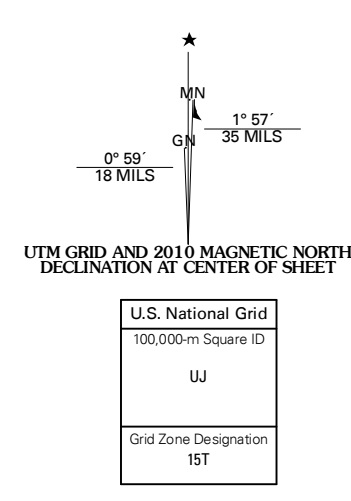 ★
MN
1° 57´
35 MILS
GN
0° 59´
18 MILS
UTM GRID AND 2010 MAGNETIC NORTH
DECLINATION AT CENTER OF SHEET
U.S. National Grid
100,000-m Square ID
UJ
Grid Zone Designation
15T